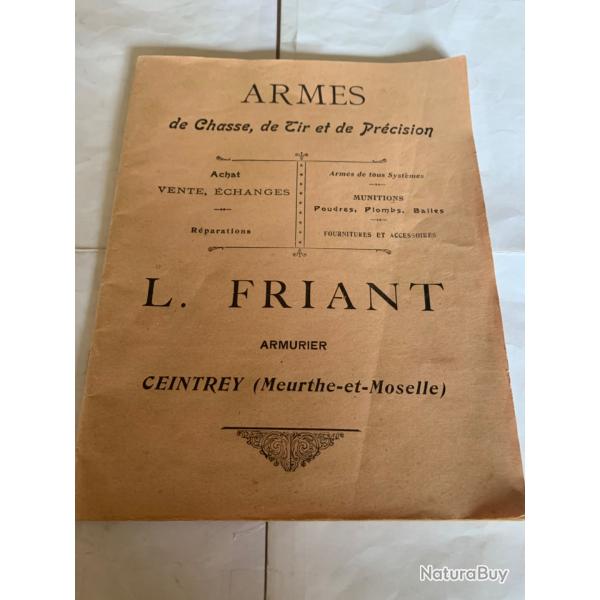 ARMES
de Chasse, de Tir et de Précision
Achat
VENTE, ÉCHANGES
Réparations
Armes de tous Systèmes
MUNITIONS
Poudres, Plombs, Balles
FOURNITURES ET ACCESSOIRES
L. FRIANT
ARMURIER
CEINTREY (Meurthe-et-Moselle)
NaturaBuy